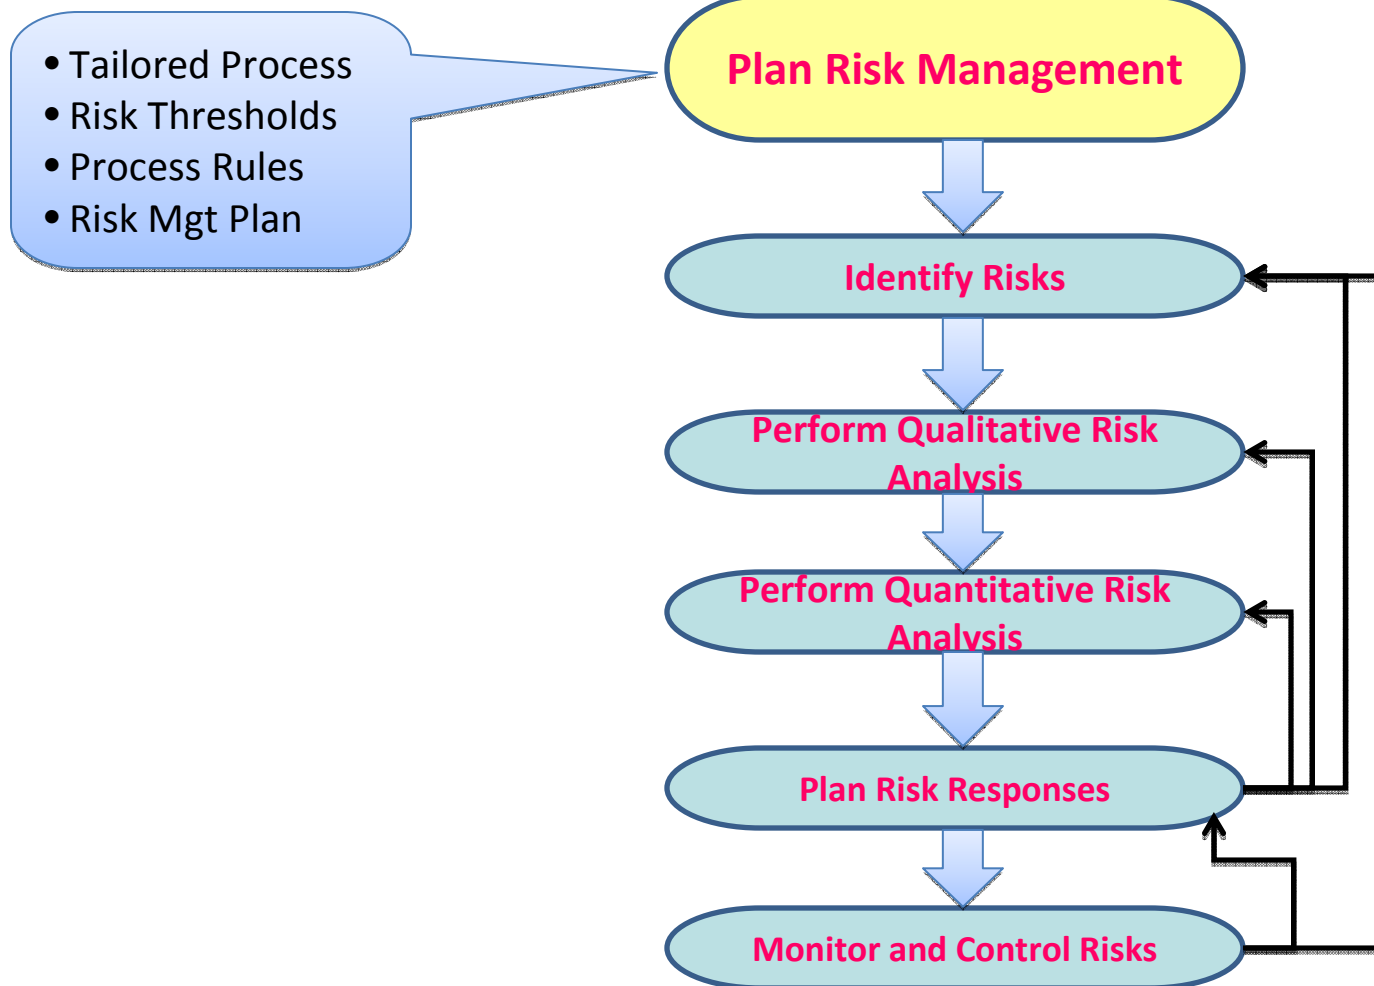 • Tailored Process
• Risk Thresholds
• Process Rules
• Risk Mgt Plan
Plan Risk Management
Identify Risks
Perform Qualitative Risk
Analysis
Perform Quantitative Risk
Analysis
Plan Risk Responses
Monitor and Control Risks